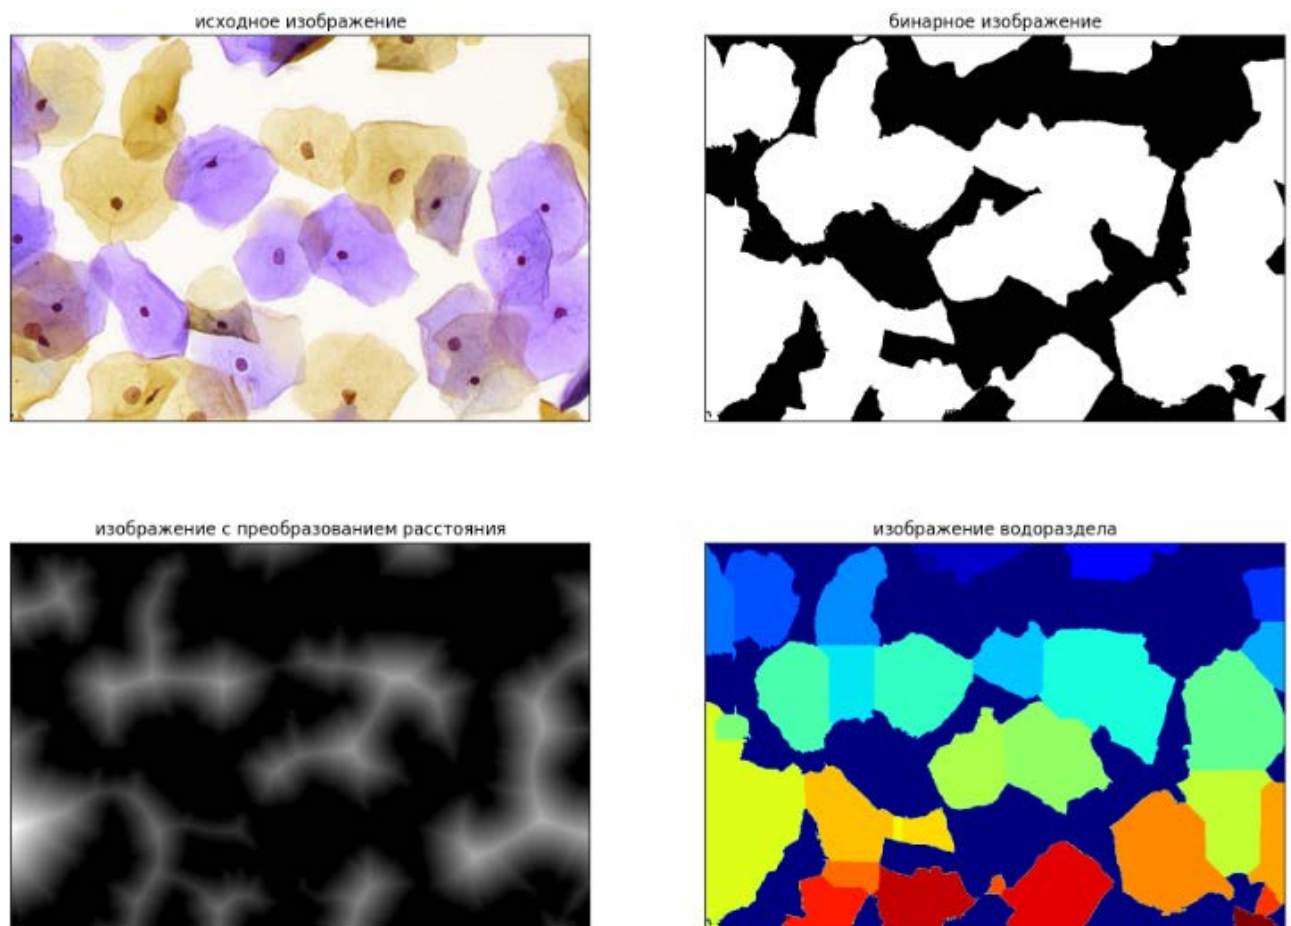 исходное изображение
бинарное изображение
изображение с преобразованием расстояния
изображение водораздела